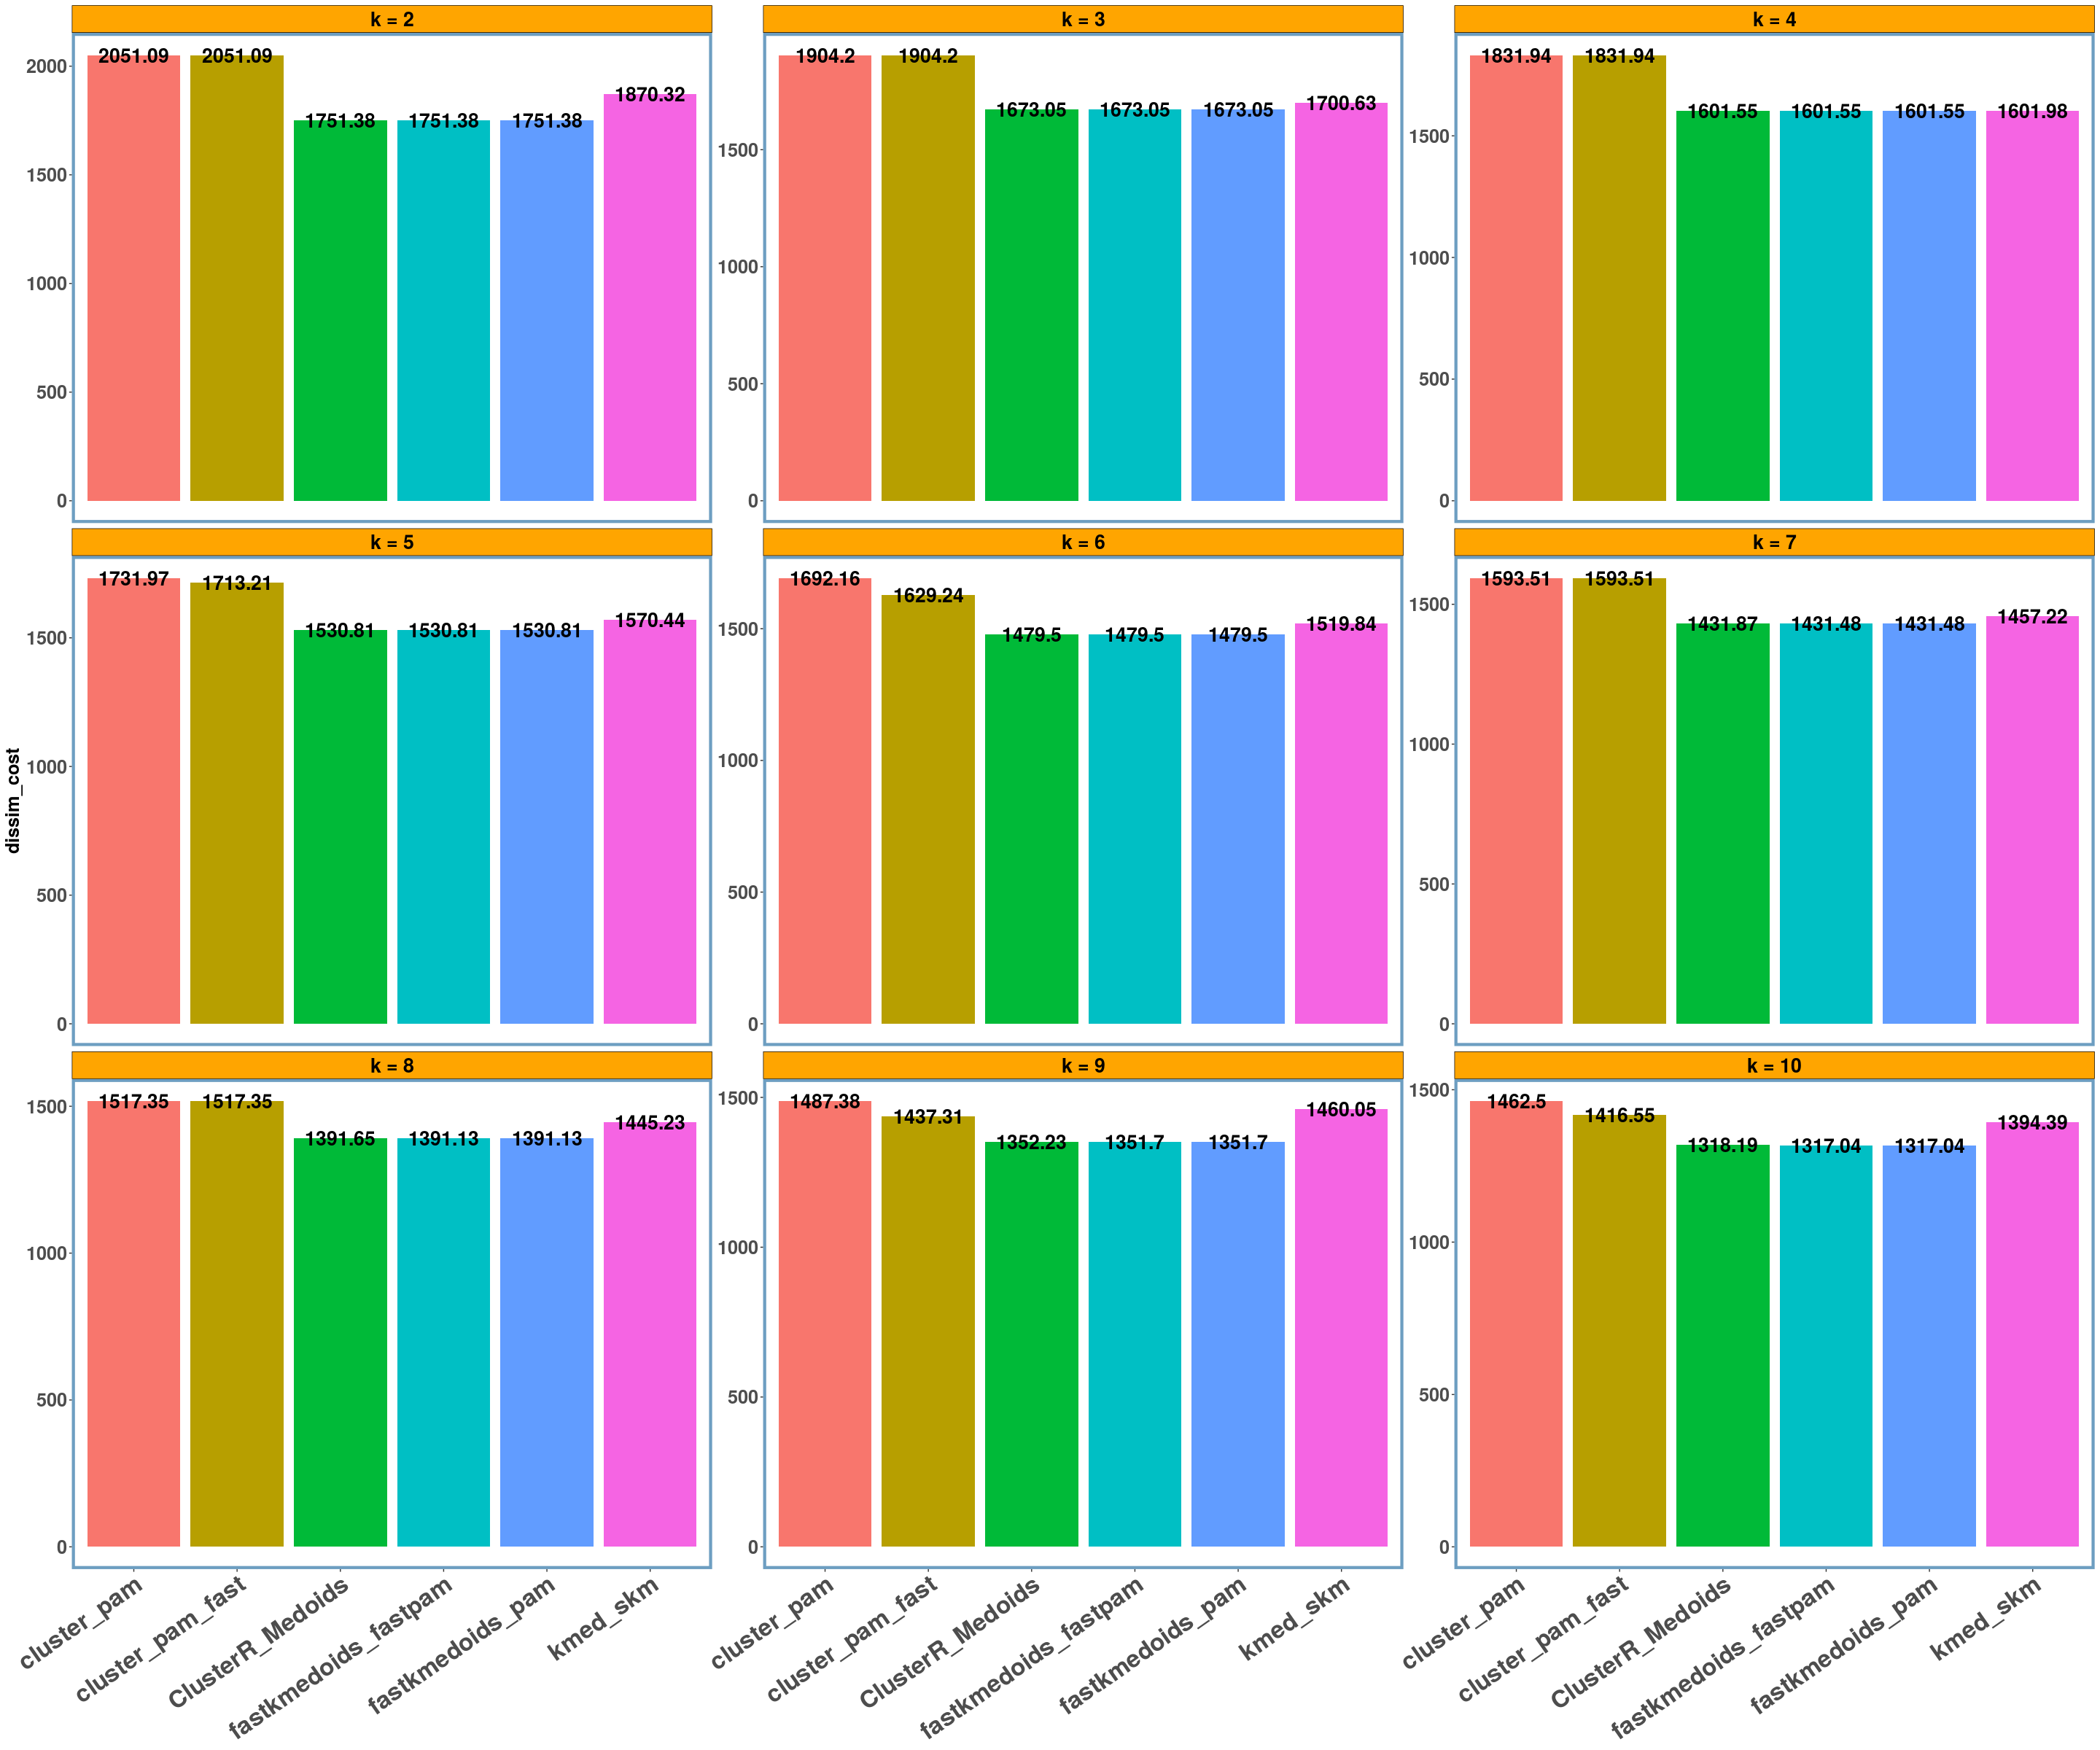 k = 2
k = 3
k = 4
2051.09 2051.09 1751.38 1751.38 1751.38 1870.32
2000
1500
1000
500
0
1904.2 1904.2 1673.05 1673.05 1673.05 1700.63
1500
1000
500
0
1831.94 1831.94 1601.55 1601.55 1601.55 1601.98
1500
1000
500
0
k = 5
k = 6
k = 7
1731.97 1713.21 1530.81 1530.81 1530.81 1570.44
1500
1000
500
0
1692.16 1629.24 1479.5 1479.5 1479.5 1519.84
1500
1000
500
0
1593.51 1593.51 1431.87 1431.48 1431.48 1457.22
1500
1000
500
0
dissim_cost
k = 8
k = 9
k = 10
1517.35 1517.35 1391.65 1391.13 1391.13 1445.23
1500
1000
500
0
1487.38 1437.31 1352.23 1351.7 1351.7 1460.05
1500
1000
500
0
1462.5 1416.55 1318.19 1317.04 1317.04 1394.39
1500
1000
500
0
cluster_pam
cluster_pam_fast
ClusterR_Medoids
fastkmedoids_fastpam
fastkmedoids_pam
kmed_skm
cluster_pam
cluster_pam_fast
ClusterR_Medoids
fastkmedoids_fastpam
fastkmedoids_pam
kmed_skm
cluster_pam
cluster_pam_fast
ClusterR_Medoids
fastkmedoids_fastpam
fastkmedoids_pam
kmed_skm